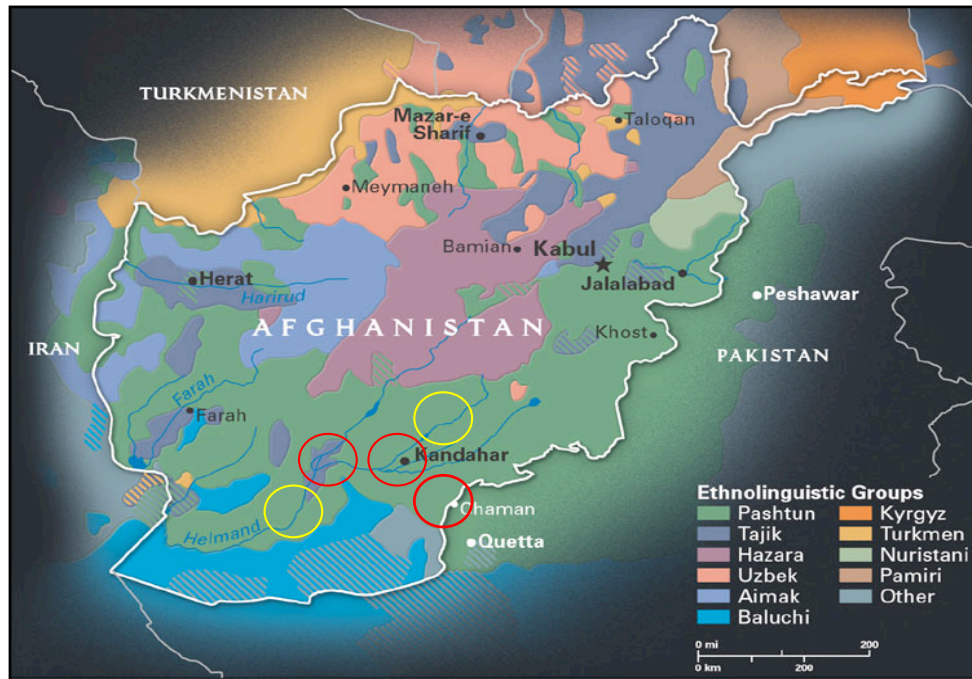 TURKMENISTAN
Mazar-e
Sharif
Taloqan
Meymaneh
Bamian
Kabul
Herat
Harirud
Jalalabad
Peshawar
AFGHANISTAN
Khost
IRAN
PAKISTAN
Farah
Farah
Kandahar
Chaman
Helmand
Quetta
Ethnolinguistic Groups
Pashtun
Tajik
Hazara
Uzbek
Aimak
Baluchi
Kyrgyz
Turkmen
Nuristani
Pamiri
Other
0 mi 200
0 km 200